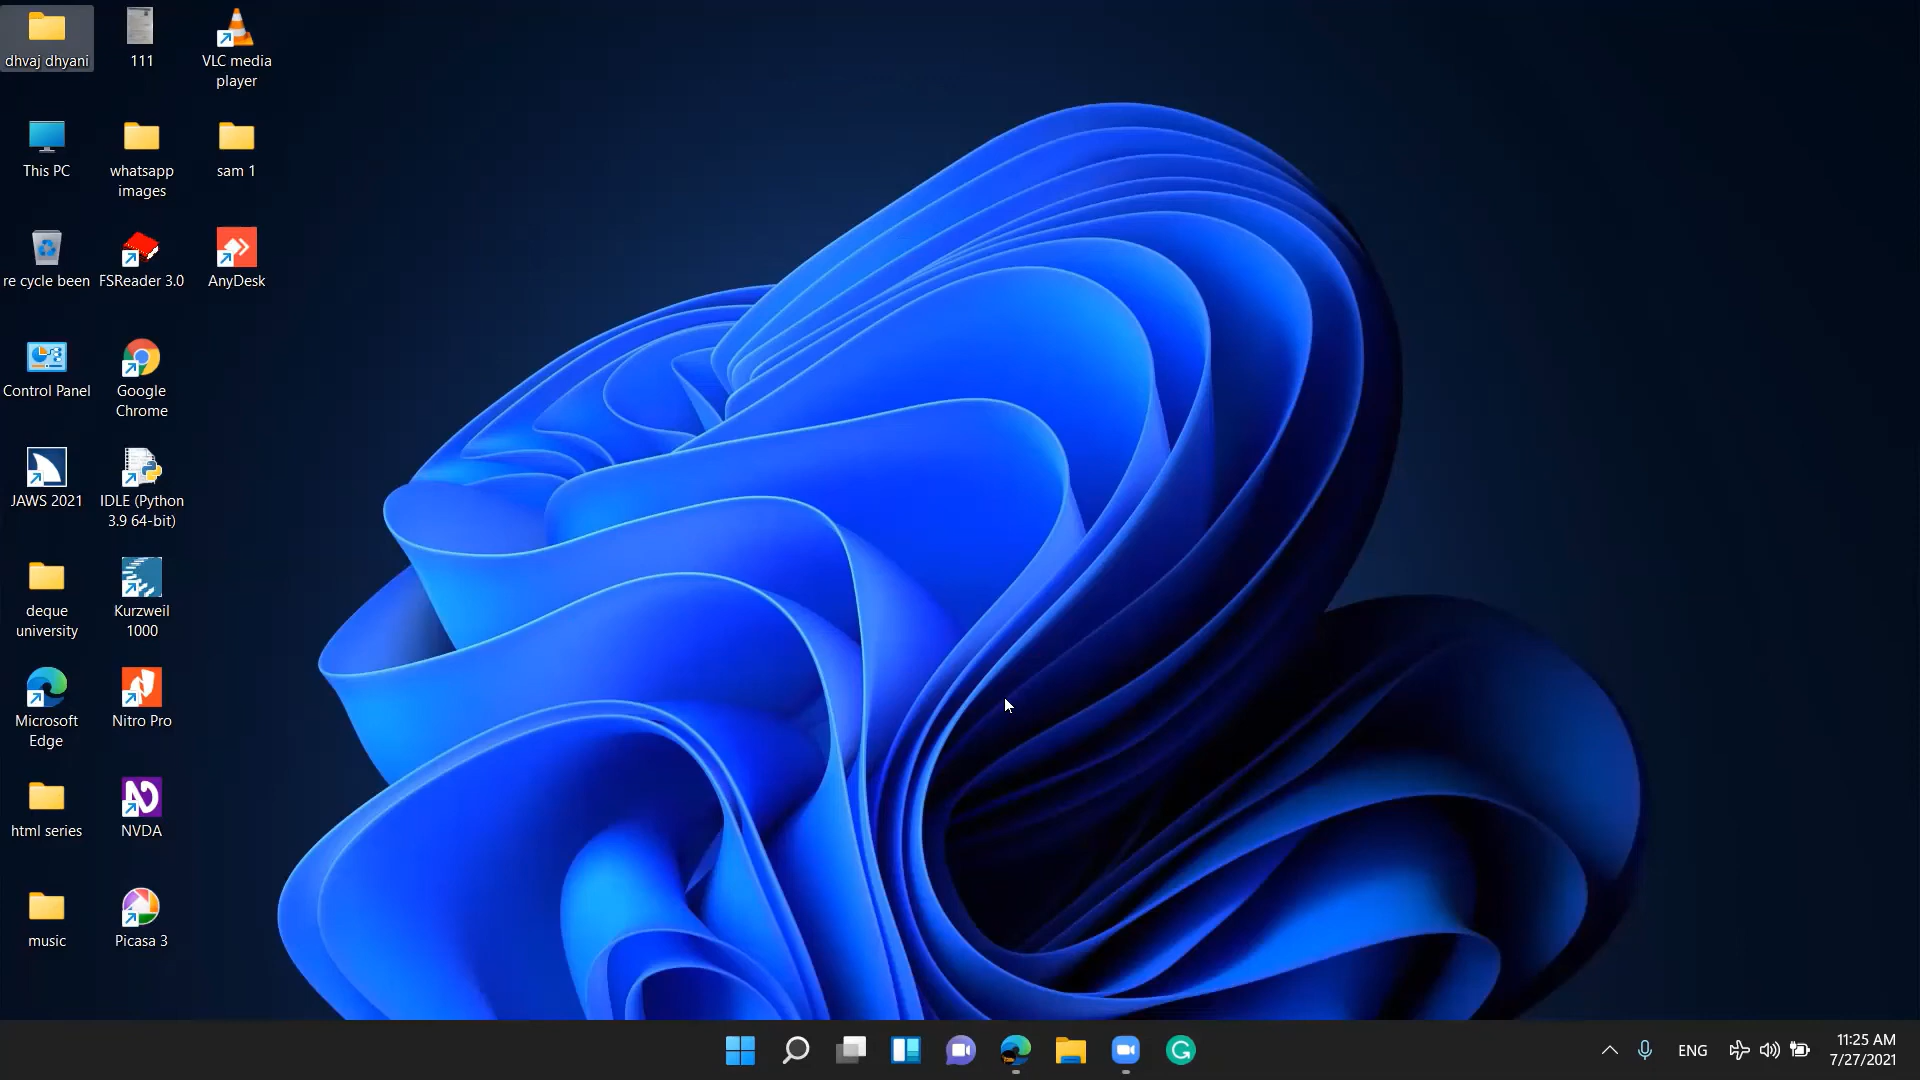 dhvaj dhyani
111
VLC media
player
This PC
whatsapp
images
sam 1
re cycle been
FSReader 3.0
AnyDesk
Control Panel
Google
Chrome
JAWS 2021
IDLE (Python
3.9 64-bit)
deque
university
Kurzweil
1000
Microsoft
Edge
Nitro Pro
html series
NVDA
music
Picasa 3
ENG
11:25 AM
7/27/2021